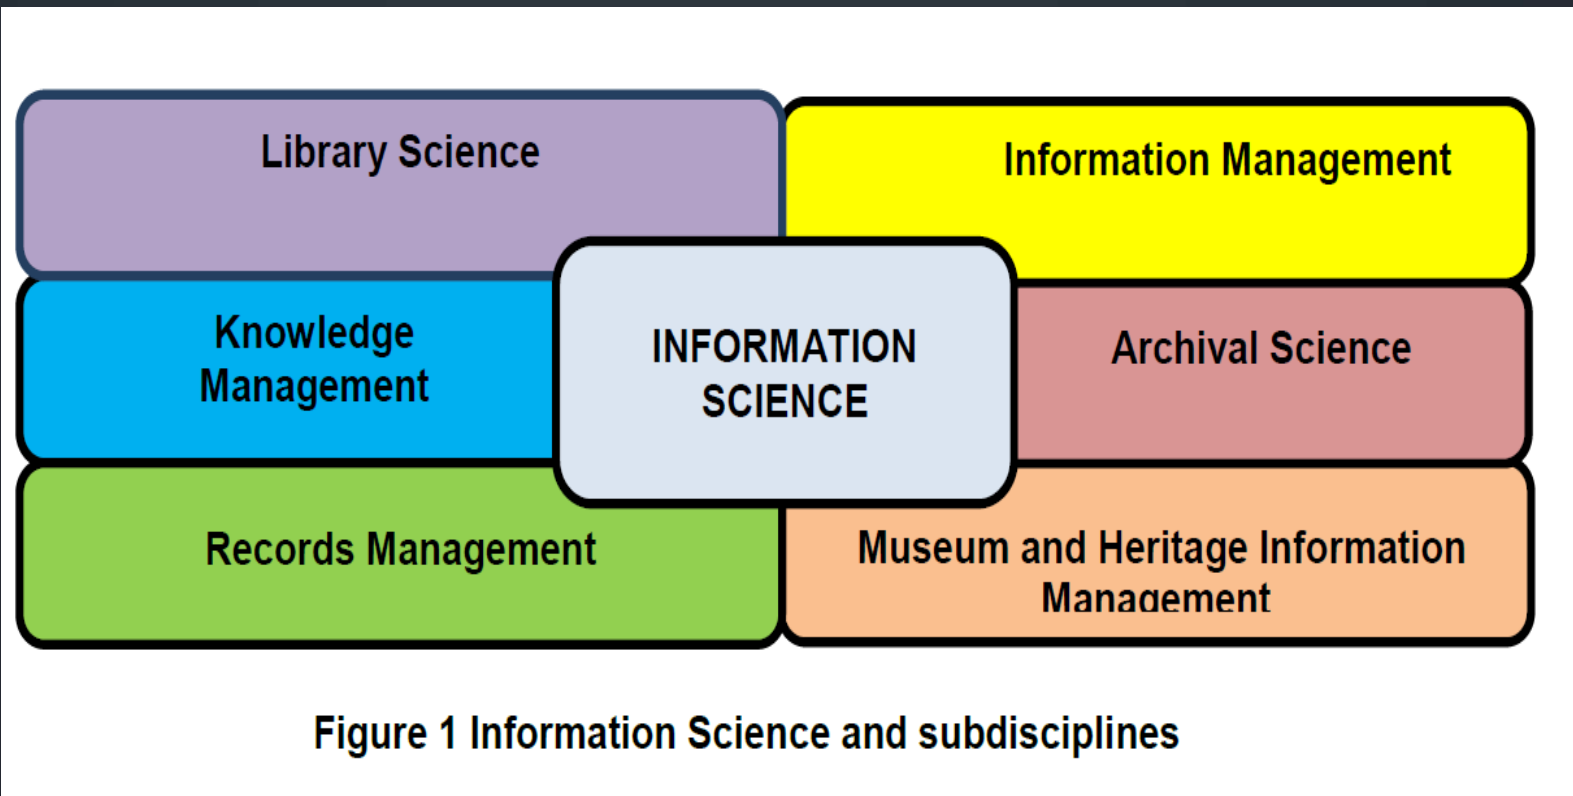 Library Science
Information Management
Knowledge
Management
INFORMATION
SCIENCE
Archival Science
Records Management
Museum and Heritage Information
Management
Figure 1 Information Science and subdisciplines